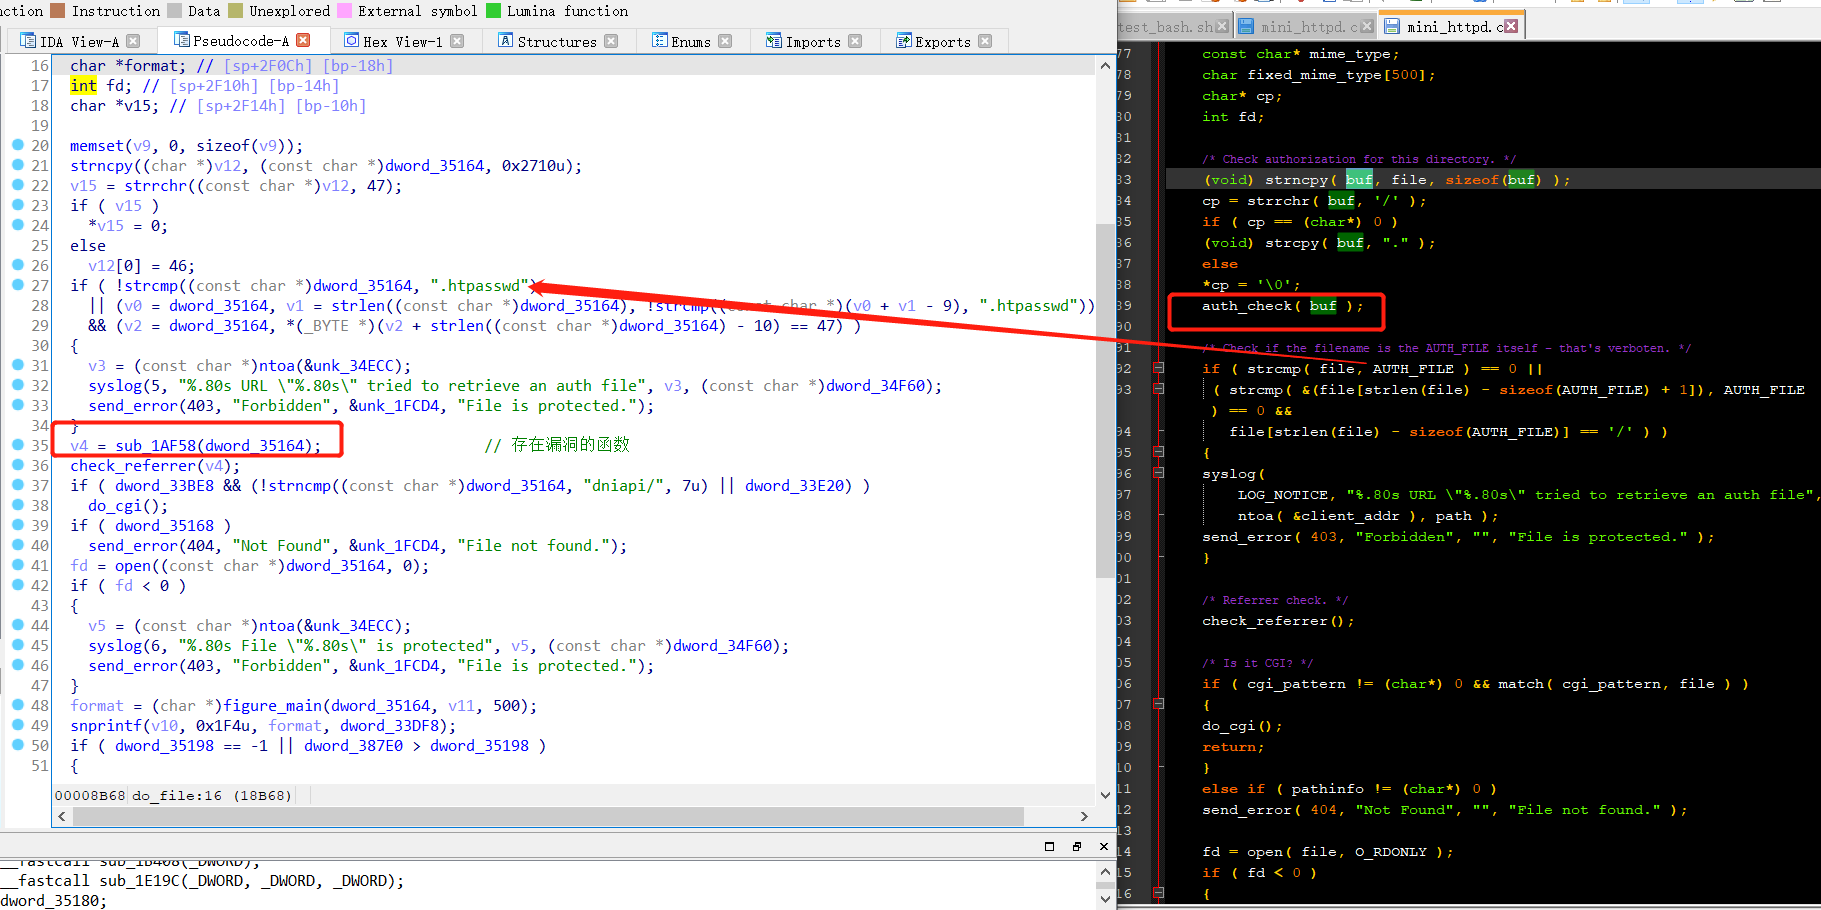 nction Instruction Data Unexplored External symbol Lumina function
IDA View-A Pseudocode-A Hex View-1 Structures Enums Imports Exports
16 char *format; // [sp+2F0Ch] [bp-18h]
17 int fd; // [sp+2F10h] [bp-14h]
18 char *v15; // [sp+2F14h] [bp-10h]
19
20 memset(v9, 0, sizeof(v9));
21 strncpy((char *)v12, (const char *)dword_35164, 0x2710u);
22 v15 = strrchr((const char *)v12, 47);
23 if ( v15 )
24 *v15 = 0;
25 else
26 v12[0] = 46;
27 if ( !strcmp((const char *)dword_35164, ".htpasswd")
28 || (v0 = dword_35164, v1 = strlen((const char *)dword_35164), !strcmp((const char *)(v0 + v1 - 9), ".htpasswd"))
29 && (v2 = dword_35164, *(_BYTE *)(v2 + strlen((const char *)dword_35164) - 10) == 47) )
30 {
31 v3 = (const char *)ntoa(&unk_34ECC);
32 syslog(5, "%.80s URL \"%.80s\" tried to retrieve an auth file", v3, (const char *)dword_34F60);
33 send_error(403, "Forbidden", &unk_1FCD4, "File is protected.");
34 }
35 v4 = sub_1AF58(dword_35164); // 存在漏洞的函数
36 check_referrer(v4);
37 if ( dword_33BE8 && (!strncmp((const char *)dword_35164, "dniapi/", 7u) || dword_33E20) )
38 do_cgi();
39 if ( dword_35168 )
40 send_error(404, "Not Found", &unk_1FCD4, "File not found.");
41 fd = open((const char *)dword_35164, 0);
42 if ( fd < 0 )
43 {
44 v5 = (const char *)ntoa(&unk_34ECC);
45 syslog(6, "%.80s File \"%.80s\" is protected", v5, (const char *)dword_34F60);
46 send_error(403, "Forbidden", &unk_1FCD4, "File is protected.");
47 }
48 format = (char *)figure_main(dword_35164, v11, 500);
49 snprintf(v10, 0x1F4u, format, dword_33DF8);
50 if ( dword_35198 == -1 || dword_387E0 > dword_35198 )
51 {
00008B68 do_file:16 (18B68)
__fastcall sub_1B408(_DWORD);
__fastcall sub_1E19C(_DWORD, _DWORD, _DWORD);
dword_35180;
test_bash.sh mini_httpd.c mini_httpd.c
77 const char* mime_type;
78 char fixed_mime_type[500];
79 char* cp;
80 int fd;
81
82 /* Check authorization for this directory. */
83 (void) strncpy( buf, file, sizeof(buf) );
84 cp = strrchr( buf, '/' );
85 if ( cp == (char*) 0 )
86 (void) strcpy( buf, "." );
87 else
88 *cp = '\0';
89 auth_check( buf );
90
91 /* Check if the filename is the AUTH_FILE itself - that's verboten. */
92 if ( strcmp( file, AUTH_FILE ) == 0 ||
93 ( strcmp( &(file[strlen(file) - sizeof(AUTH_FILE) + 1]), AUTH_FILE
) == 0 &&
94 file[strlen(file) - sizeof(AUTH_FILE)] == '/' ) )
95 {
96 syslog(
97 LOG_NOTICE, "%.80s URL \"%.80s\" tried to retrieve an auth file",
98 ntoa( &client_addr ), path );
99 send_error( 403, "Forbidden", "", "File is protected." );
00 }
01
02 /* Referrer check. */
03 check_referrer();
04
05 /* Is it CGI? */
06 if ( cgi_pattern != (char*) 0 && match( cgi_pattern, file ) )
07 {
08 do_cgi();
09 return;
10 }
11 else if ( pathinfo != (char*) 0 )
12 send_error( 404, "Not Found", "", "File not found." );
13
14 fd = open( file, O_RDONLY );
15 if ( fd < 0 )
16 {